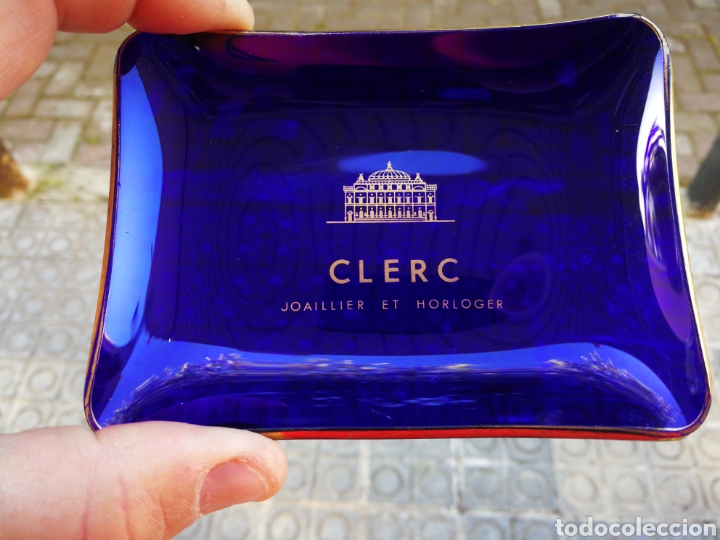 CLERC
JOAILLIER ET HORLOGER
todocoleccion